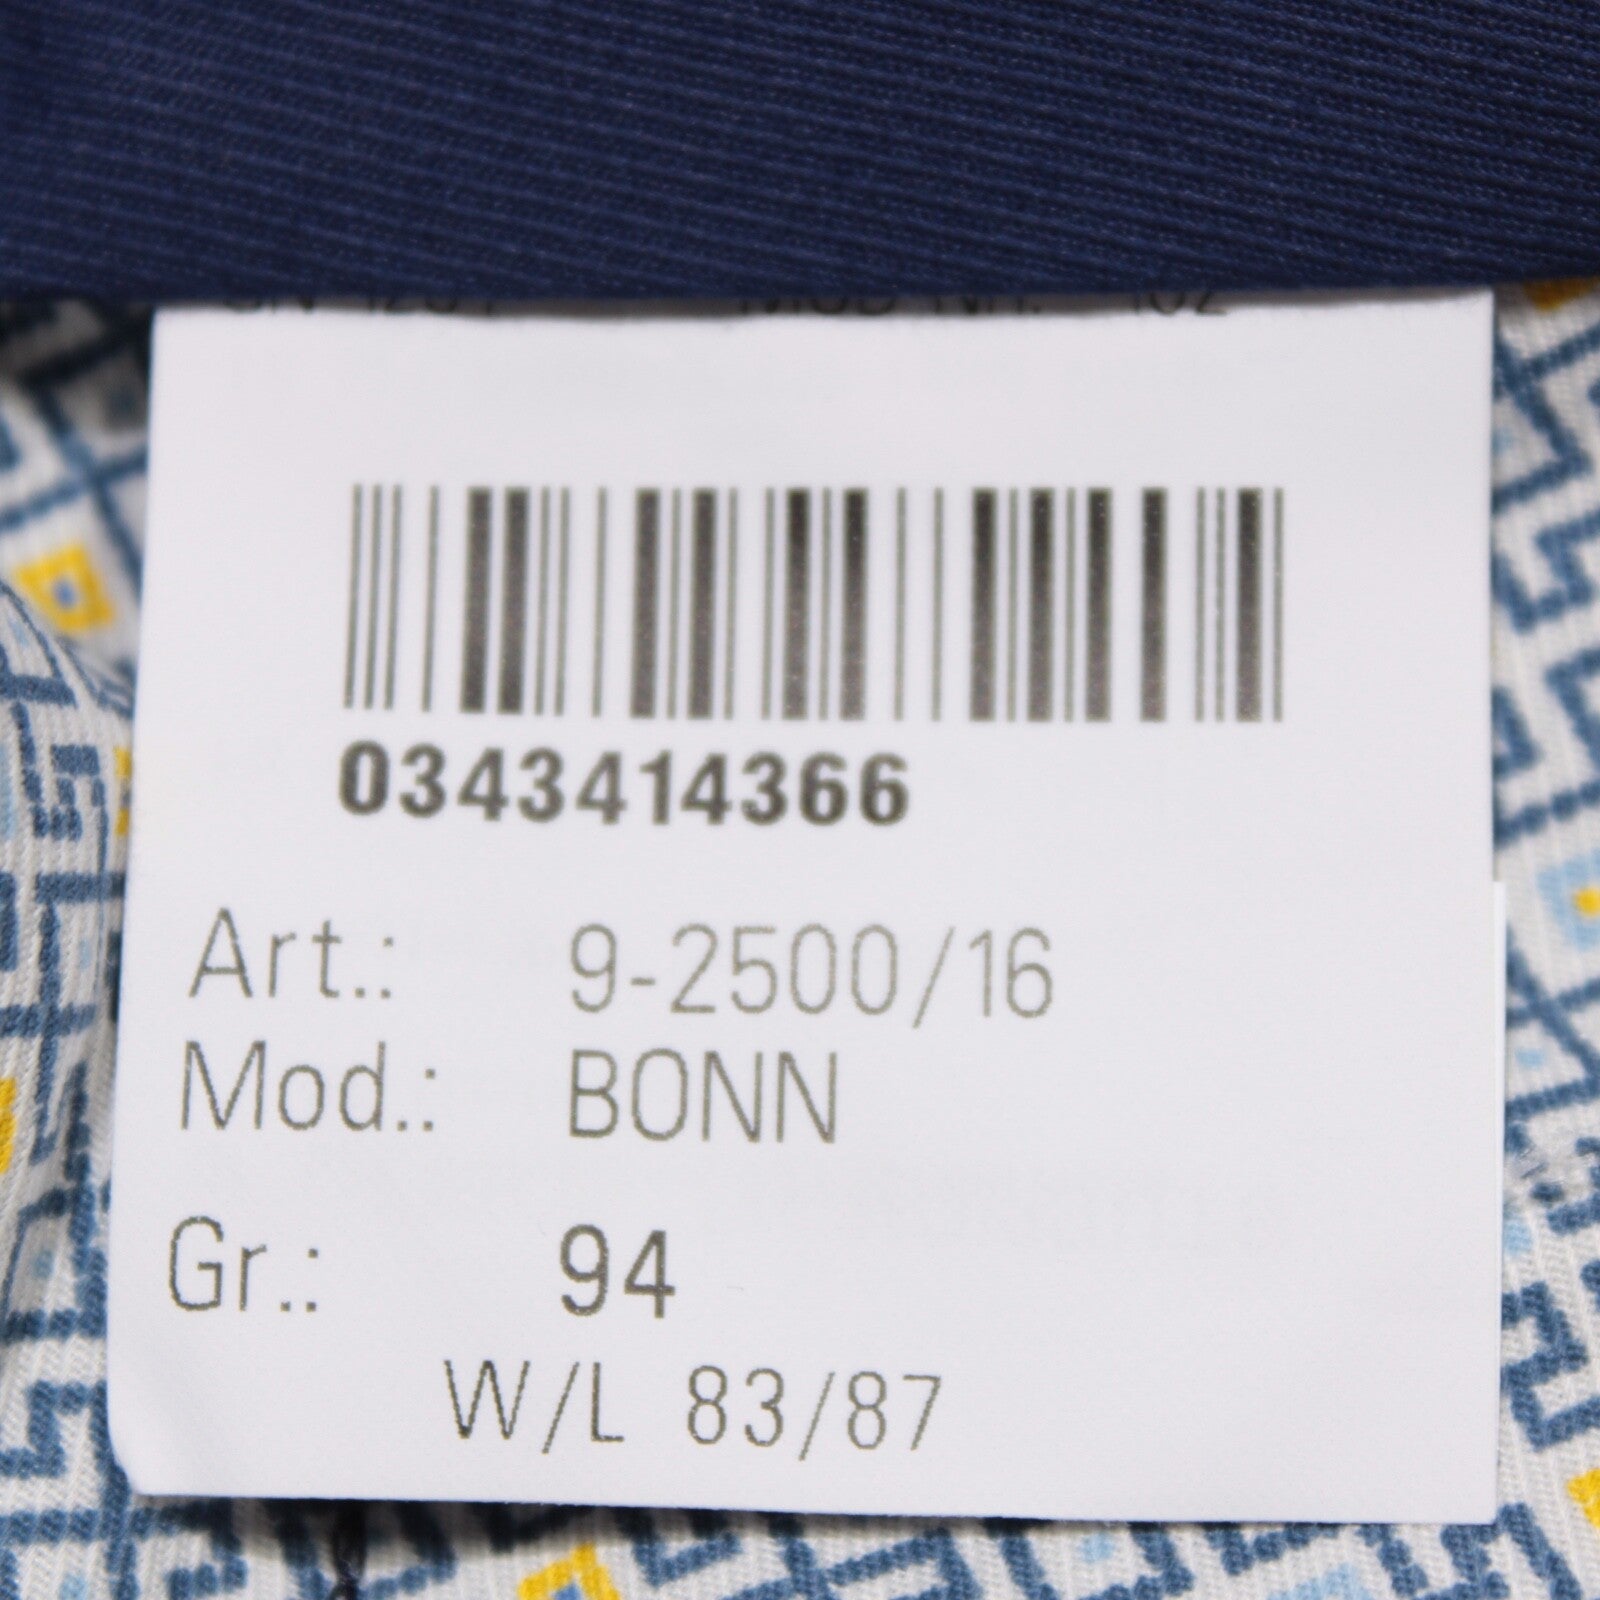 0343414366
Art.: 9-2500/16
Mod.: BONN
Gr.: 94
W/L 83/87